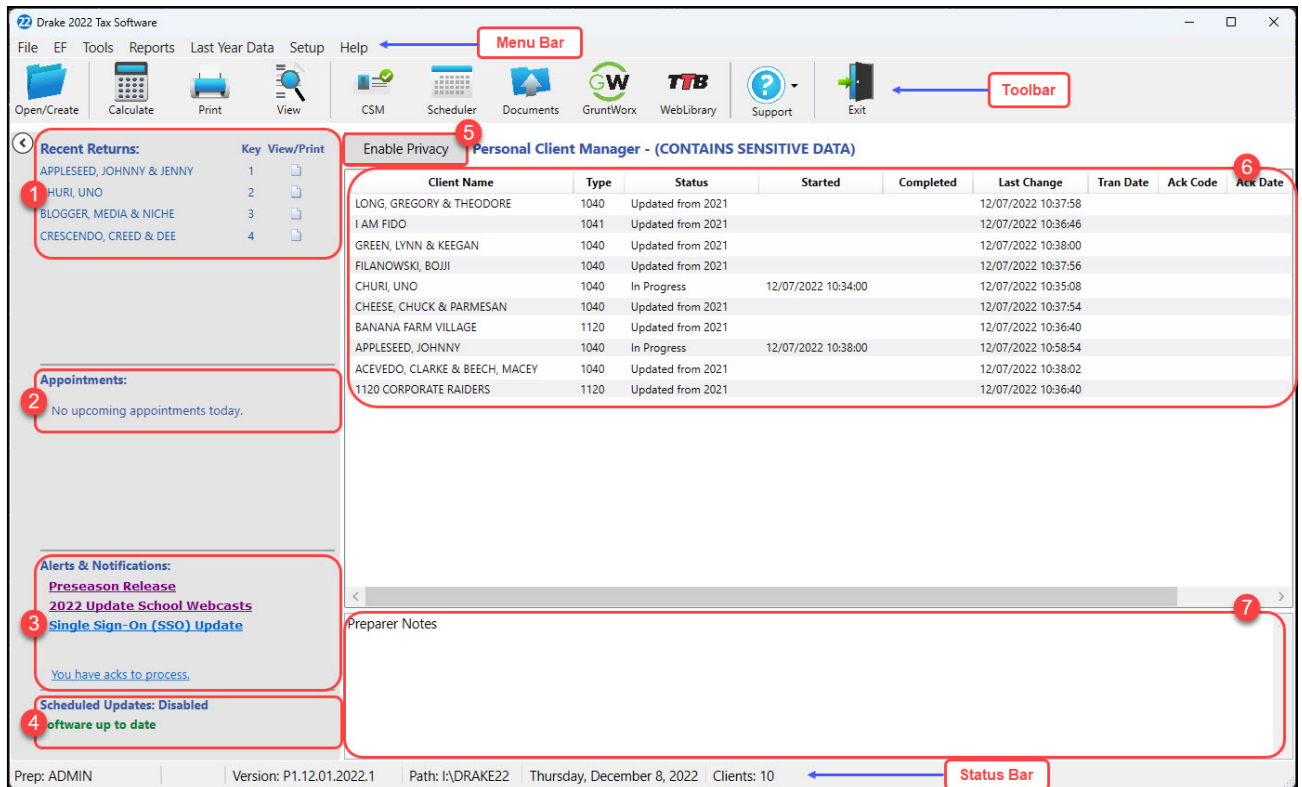 22 Drake 2022 Tax Software
File EF Tools Reports Last Year Data Setup Help
Menu Bar
GW TTB ?
Open/Create Calculate Print View CSM Scheduler Documents GruntWorx WebLibrary Support Exit
Toolbar
Recent Returns: Key View/Print
APPLESEED, JOHNNY & JENNY 1
CHURI, UNO 2
BLOGGER, MEDIA & NICHE 3
CRESCENDO, CREED & DEE 4
1
Appointments:
No upcoming appointments today.
2
Alerts & Notifications:
Preseason Release
2022 Update School Webcasts
Single Sign-On (SSO) Update
You have acks to process.
3
Scheduled Updates: Disabled
Software up to date
4
Enable Privacy
5
Personal Client Manager - (CONTAINS SENSITIVE DATA)
6
Client Name Type Status Started Completed Last Change Tran Date Ack Code Ack Date
LONG, GREGORY & THEODORE 1040 Updated from 2021 12/07/2022 10:37:58
I AM FIDO 1041 Updated from 2021 12/07/2022 10:36:46
GREEN, LYNN & KEEGAN 1040 Updated from 2021 12/07/2022 10:38:00
FILANOWSKI, BOJJI 1040 Updated from 2021 12/07/2022 10:37:56
CHURI, UNO 1040 In Progress 12/07/2022 10:34:00 12/07/2022 10:35:08
CHEESE, CHUCK & PARMESAN 1040 Updated from 2021 12/07/2022 10:37:54
BANANA FARM VILLAGE 1120 Updated from 2021 12/07/2022 10:36:40
APPLESEED, JOHNNY 1040 In Progress 12/07/2022 10:38:00 12/07/2022 10:58:54
ACEVEDO, CLARKE & BEECH, MACEY 1040 Updated from 2021 12/07/2022 10:38:02
1120 CORPORATE RAIDERS 1120 Updated from 2021 12/07/2022 10:36:40
7
Preparer Notes
Prep: ADMIN Version: P1.12.01.2022.1 Path: I:\DRAKE22 Thursday, December 8, 2022 Clients: 10
Status Bar